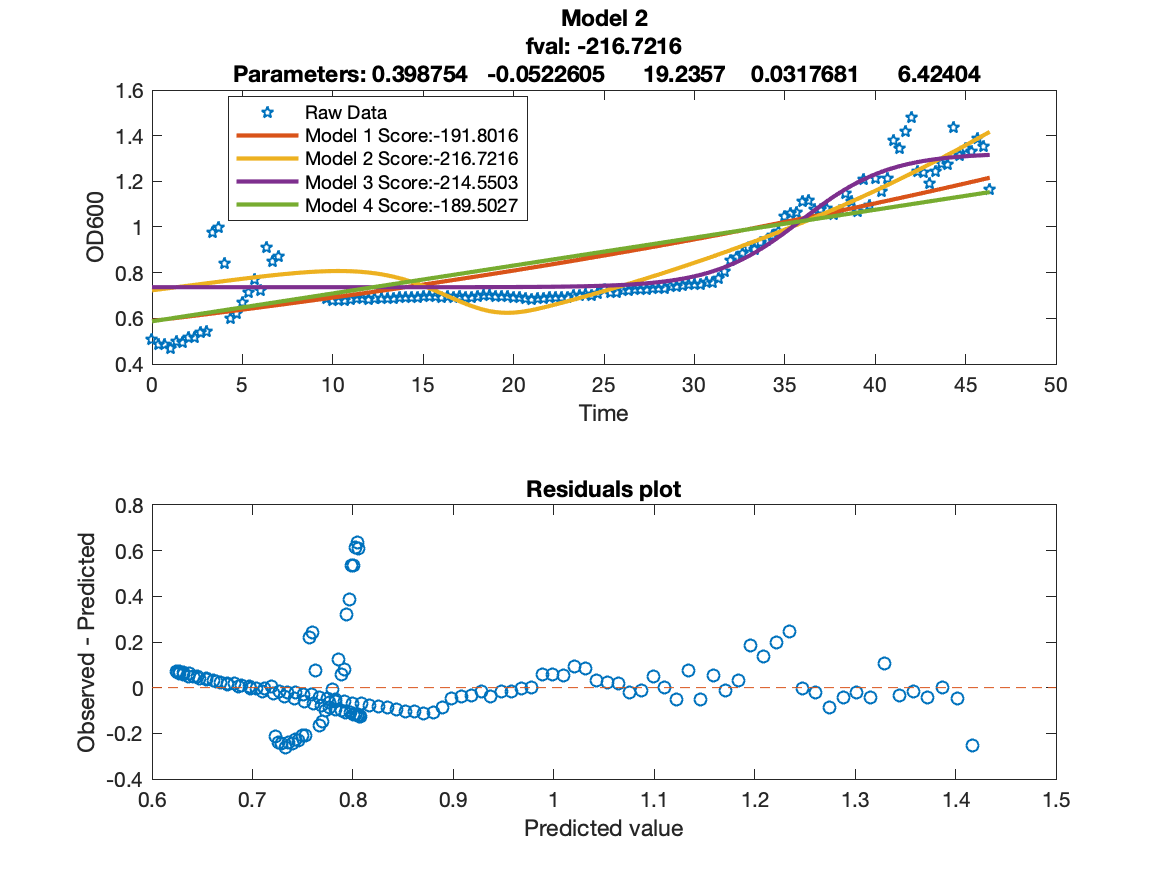 Model 2
fval: -216.7216
Parameters: 0.398754 -0.0522605 19.2357 0.0317681 6.42404
1.6
1.4
1.2
1
0.8
0.6
0.4
OD600
Raw Data
Model 1 Score:-191.8016
Model 2 Score:-216.7216
Model 3 Score:-214.5503
Model 4 Score:-189.5027
0 5 10 15 20 25 30 35 40 45 50
Time
Residuals plot
0.8
0.6
0.4
0.2
0
-0.2
-0.4
Observed - Predicted
0.6 0.7 0.8 0.9 1 1.1 1.2 1.3 1.4 1.5
Predicted value